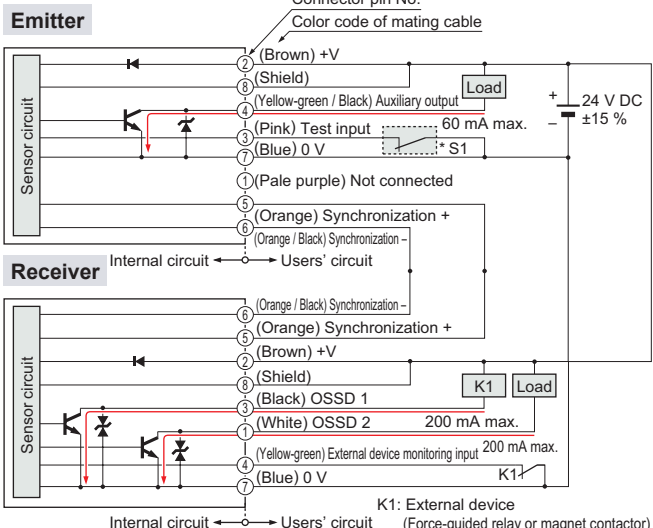 Connector pin No.
Emitter
Color code of mating cable
2 (Brown) +V
8 (Shield)
Load
4 (Yellow-green / Black) Auxiliary output
+ 24 V DC
– ±15 %
3 (Pink) Test input
60 mA max.
7 (Blue) 0 V
* S1
Sensor circuit
1 (Pale purple) Not connected
5
(Orange) Synchronization +
6
(Orange / Black) Synchronization –
Internal circuit Users' circuit
Receiver
(Orange / Black) Synchronization –
6
(Orange) Synchronization +
5
(Brown) +V
2
(Shield)
8
K1 Load
(Black) OSSD 1
3
(White) OSSD 2
1
200 mA max.
Sensor circuit
(Yellow-green) External device monitoring input 200 mA max.
4
(Blue) 0 V
7
K1
K1: External device
Internal circuit Users' circuit
(Force-guided relay or magnet contactor)